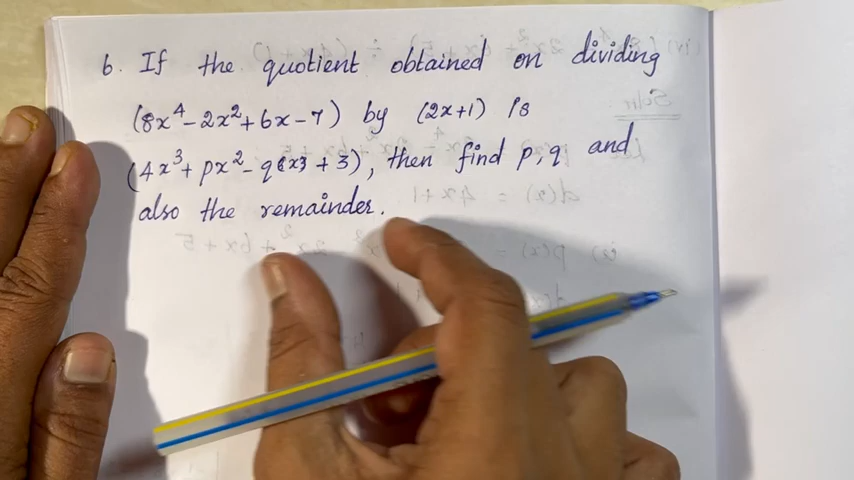 6. If the quotient obtained on dividing
(8x⁴-2x²+6x-7) by (2x+1) is
(4x³+px²-qx+3), then find p, q and
also the remainder.